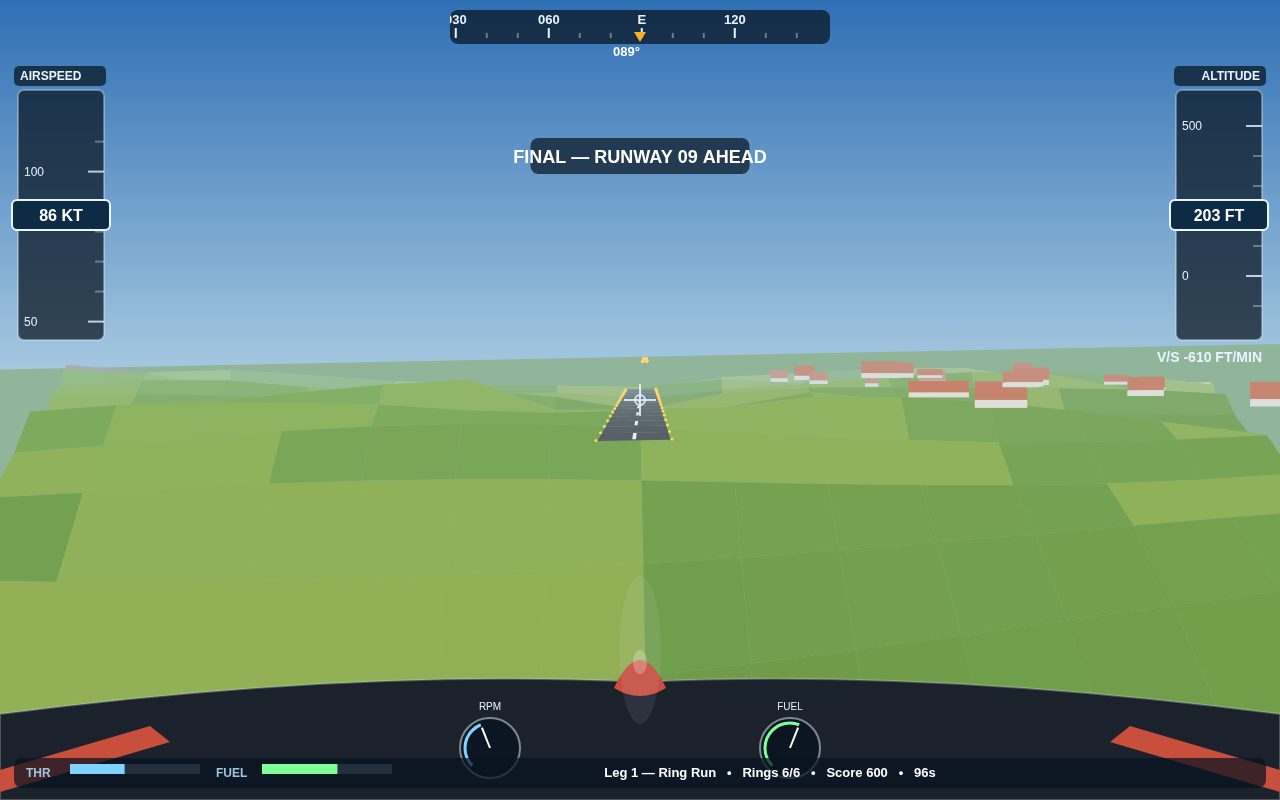 030 060 E 120
089°
AIRSPEED
ALTITUDE
100
86 KT
50
500
203 FT
0
V/S -610 FT/MIN
FINAL — RUNWAY 09 AHEAD
RPM
FUEL
THR
FUEL
Leg 1 — Ring Run • Rings 6/6 • Score 600 • 96s